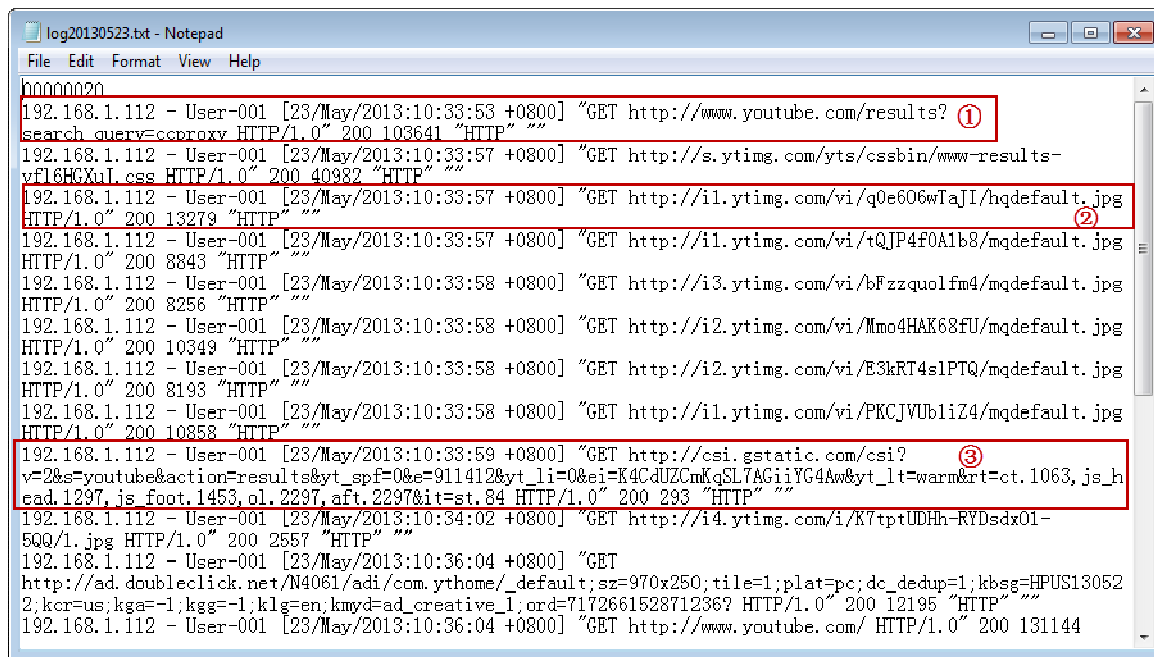 log20130523.txt - Notepad
File Edit Format View Help
00000020
192.168.1.112 - User-001 [23/May/2013:10:33:53 +0800] "GET http://www.youtube.com/results? ①
search_query=ccproxy HTTP/1.0" 200 103641 "HTTP" ""
192.168.1.112 - User-001 [23/May/2013:10:33:57 +0800] "GET http://s.ytimg.com/yts/cssbin/www-results-
vfl6HGXuI.css HTTP/1.0" 200 40982 "HTTP" ""
192.168.1.112 - User-001 [23/May/2013:10:33:57 +0800] "GET http://i1.ytimg.com/vi/q0e6O6wTaJI/hqdefault.jpg
HTTP/1.0" 200 13279 "HTTP" "" ②
192.168.1.112 - User-001 [23/May/2013:10:33:57 +0800] "GET http://i1.ytimg.com/vi/tQJP4f0A1b8/mqdefault.jpg
HTTP/1.0" 200 8843 "HTTP" ""
192.168.1.112 - User-001 [23/May/2013:10:33:58 +0800] "GET http://i3.ytimg.com/vi/bFzzquolfm4/mqdefault.jpg
HTTP/1.0" 200 8256 "HTTP" ""
192.168.1.112 - User-001 [23/May/2013:10:33:58 +0800] "GET http://i2.ytimg.com/vi/Mmo4HAK68fU/mqdefault.jpg
HTTP/1.0" 200 10349 "HTTP" ""
192.168.1.112 - User-001 [23/May/2013:10:33:58 +0800] "GET http://i2.ytimg.com/vi/E3kRT4slPTQ/mqdefault.jpg
HTTP/1.0" 200 8193 "HTTP" ""
192.168.1.112 - User-001 [23/May/2013:10:33:58 +0800] "GET http://i1.ytimg.com/vi/PKCJVUbliZ4/mqdefault.jpg
HTTP/1.0" 200 10858 "HTTP" ""
192.168.1.112 - User-001 [23/May/2013:10:33:59 +0800] "GET http://csi.gstatic.com/csi? ③
v=2&s=youtube&action=results&yt_spf=0&e=911412&yt_li=0&ei=K4CdUZCmKqSL7AGiiYG4Aw&yt_lt=warm&rt=ct.1063,js_h
ead.1297,js_foot.1453,ol.2297,aft.2297&it=st.84 HTTP/1.0" 200 293 "HTTP" ""
192.168.1.112 - User-001 [23/May/2013:10:34:02 +0800] "GET http://i4.ytimg.com/i/K7tptUDHh-RYDsdxO1-
5QQ/1.jpg HTTP/1.0" 200 2557 "HTTP" ""
192.168.1.112 - User-001 [23/May/2013:10:36:04 +0800] "GET
http://ad.doubleclick.net/N4061/adi/com.ythome/_default;sz=970x250;tile=1;plat=pc;dc_dedup=1;kbsg=HPUS13052
2;kcr=us;kga=-1;kgg=-1;klg=en;kmyd=ad_creative_1;ord=7172661528712367 HTTP/1.0" 200 12195 "HTTP" ""
192.168.1.112 - User-001 [23/May/2013:10:36:04 +0800] "GET http://www.youtube.com/ HTTP/1.0" 200 131144